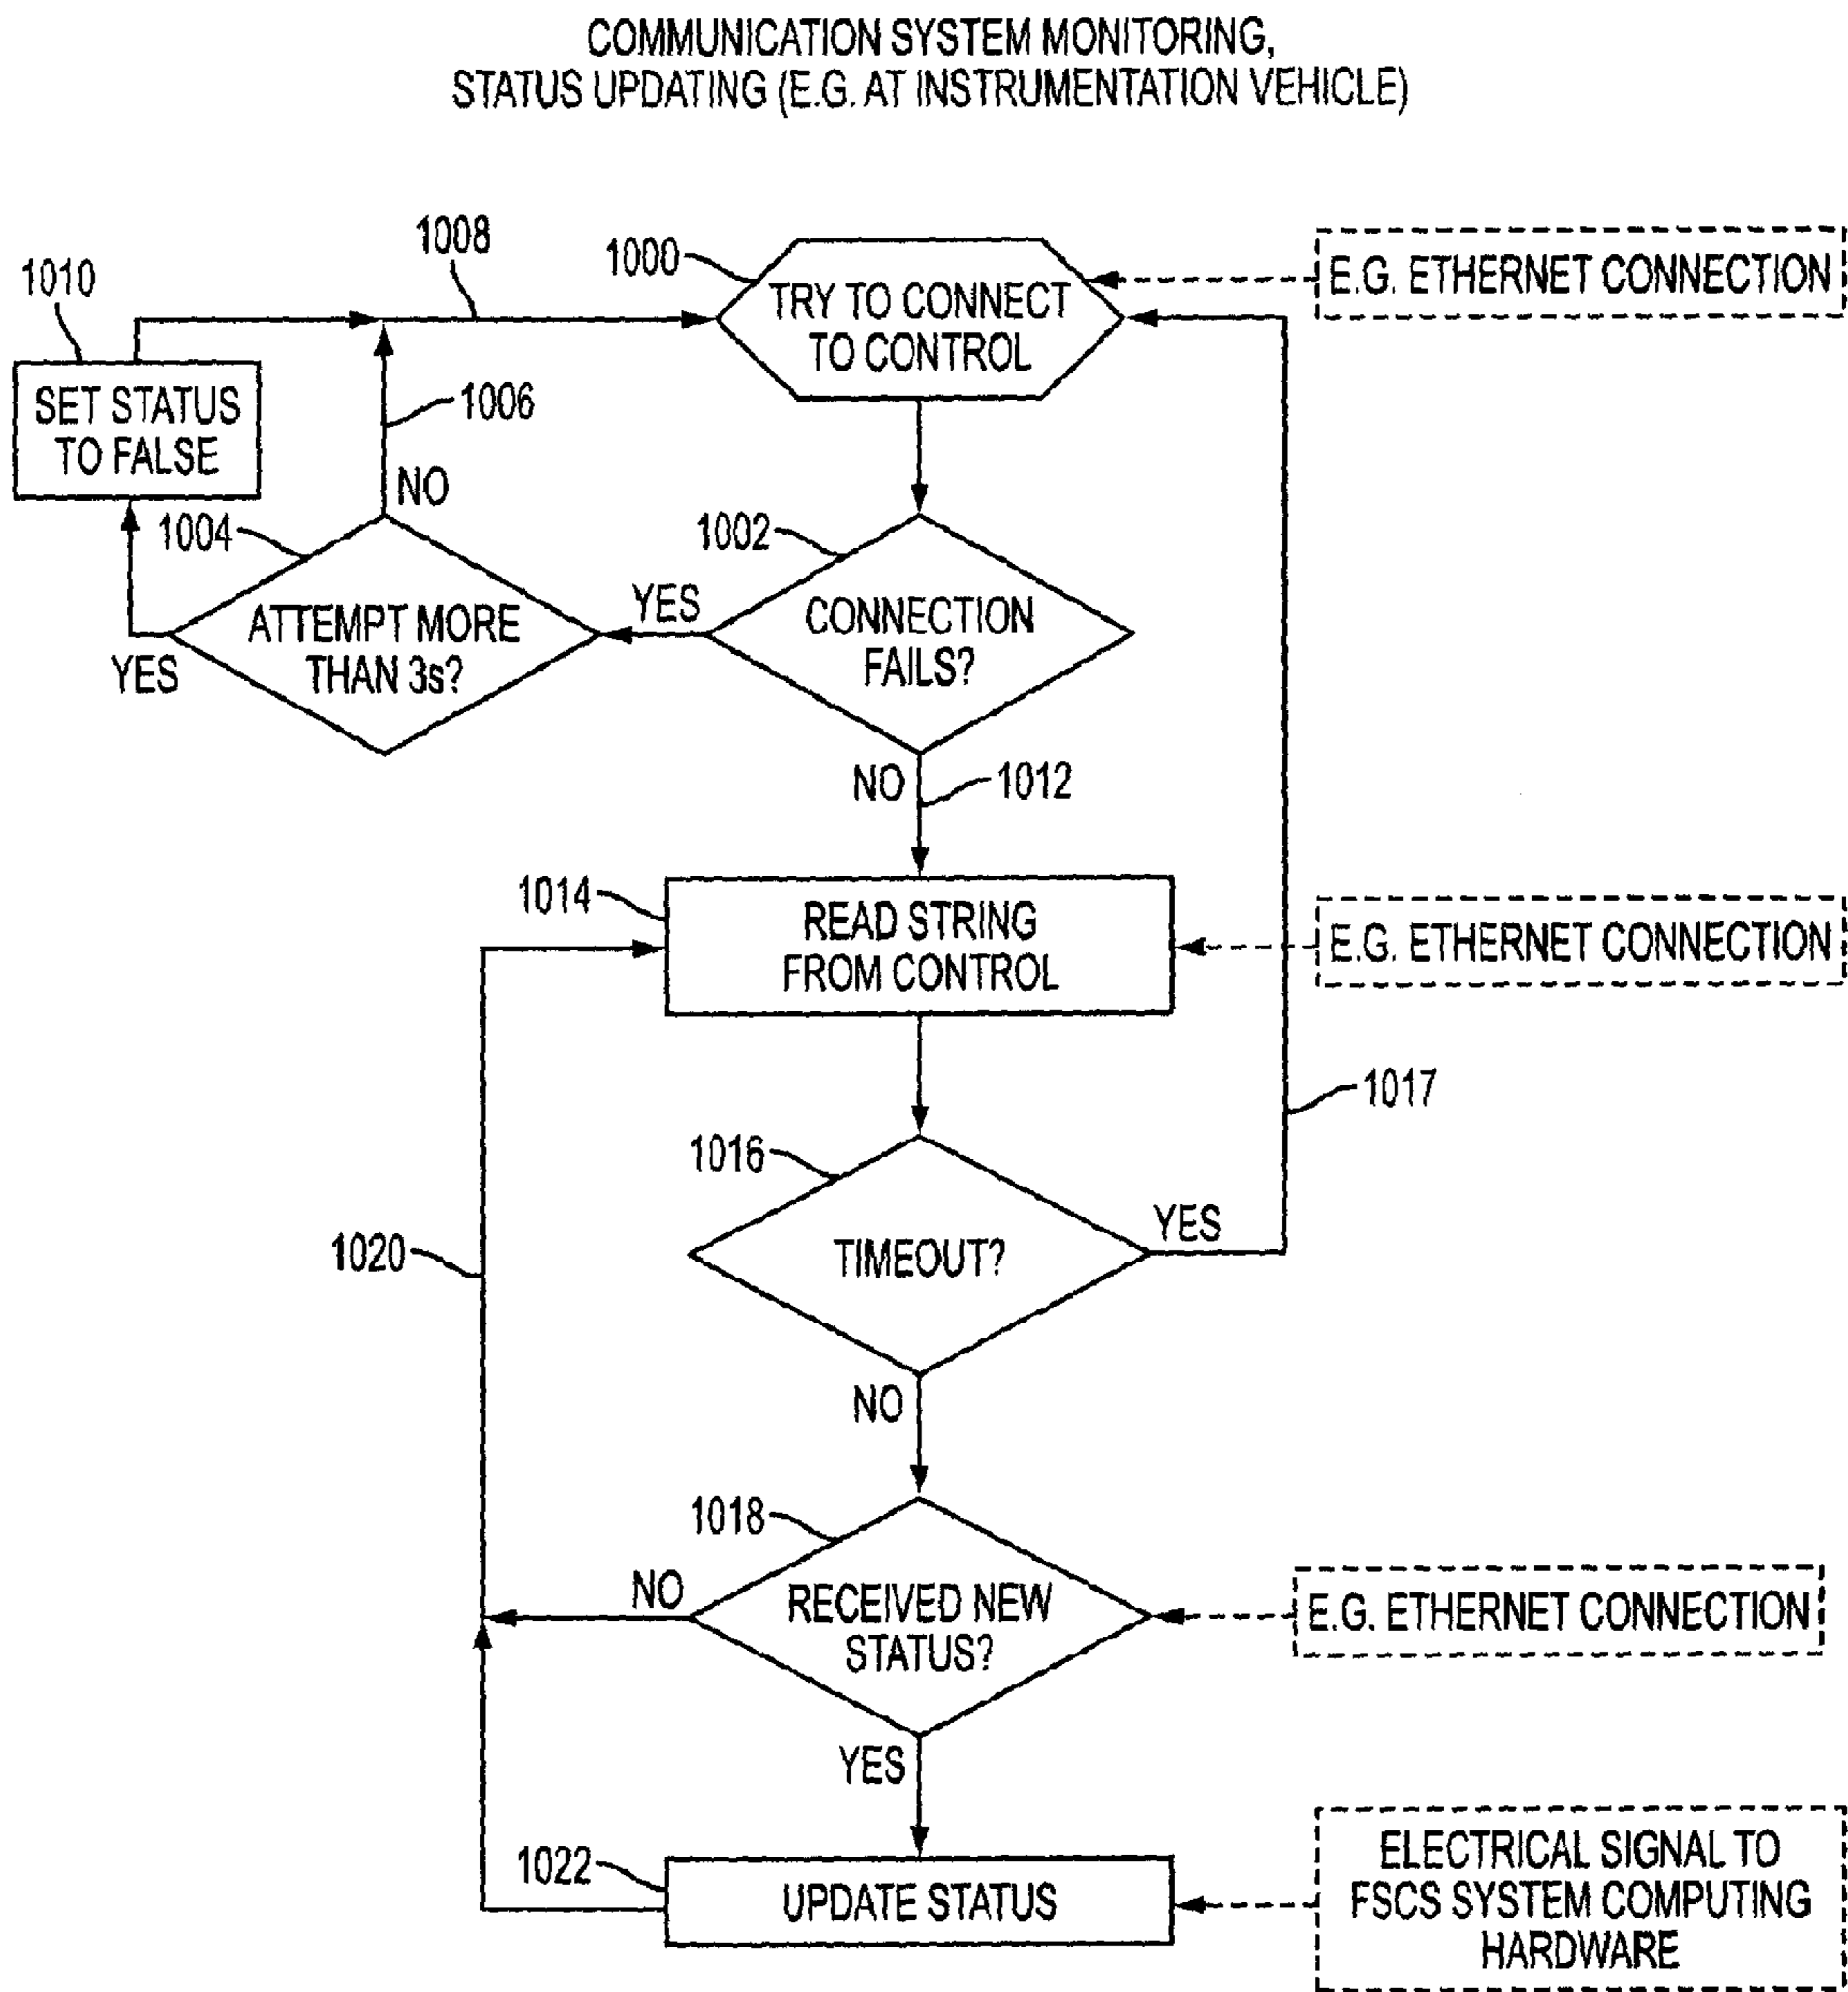 COMMUNICATION SYSTEM MONITORING,
STATUS UPDATING (E.G. AT INSTRUMENTATION VEHICLE)
1008
1000
1010
TRY TO CONNECT
TO CONTROL
E.G. ETHERNET CONNECTION
SET STATUS
TO FALSE
1006
NO
1004
1002
ATTEMPT MORE
THAN 3s?
YES
YES
CONNECTION
FAILS?
NO
1012
1014
READ STRING
FROM CONTROL
E.G. ETHERNET CONNECTION
1017
1016
TIMEOUT?
YES
1020
NO
1018
NO
RECEIVED NEW
STATUS?
E.G. ETHERNET CONNECTION
YES
1022
UPDATE STATUS
ELECTRICAL SIGNAL TO
FSCS SYSTEM COMPUTING
HARDWARE